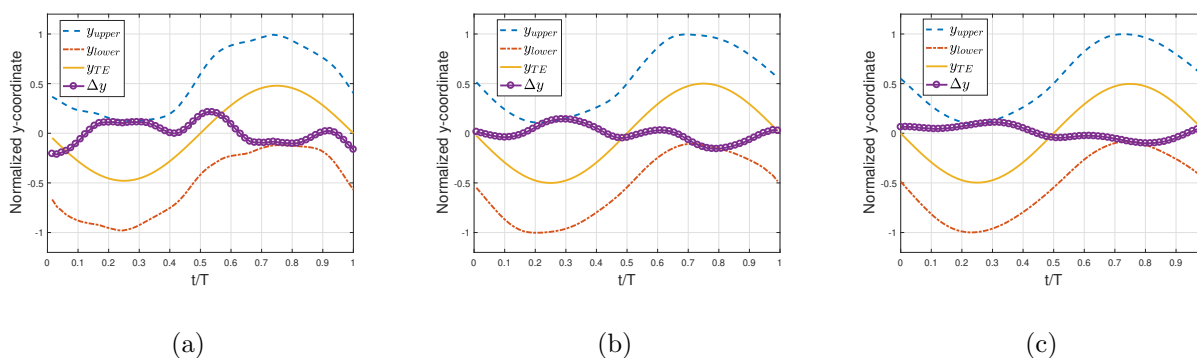 y_upper
y_lower
y_TE
Δy
Normalized y-coordinate
1
0.5
0
-0.5
-1
0 0.1 0.2 0.3 0.4 0.5 0.6 0.7 0.8 0.9 1
t/T
(a)
y_upper
y_lower
y_TE
Δy
Normalized y-coordinate
1
0.5
0
-0.5
-1
0 0.1 0.2 0.3 0.4 0.5 0.6 0.7 0.8 0.9 1
t/T
(b)
y_upper
y_lower
y_TE
Δy
Normalized y-coordinate
1
0.5
0
-0.5
-1
0 0.1 0.2 0.3 0.4 0.5 0.6 0.7 0.8 0.9 1
t/T
(c)